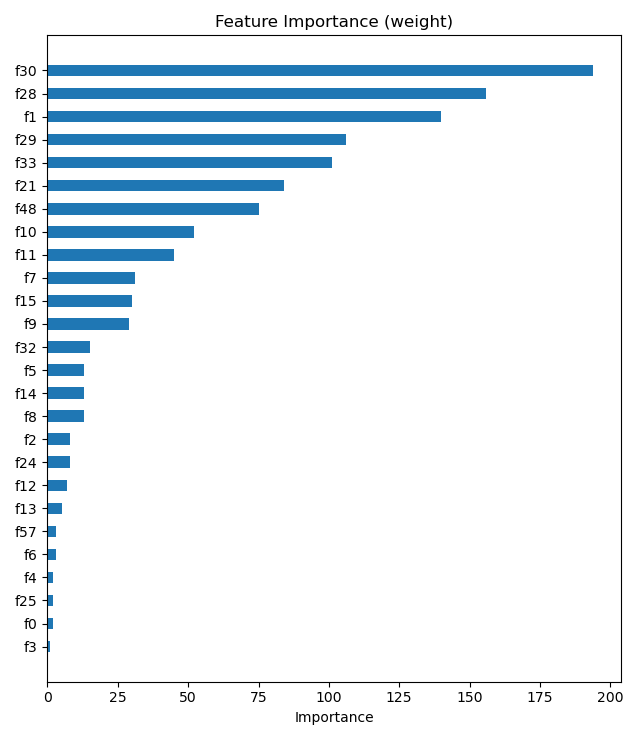 Feature Importance (weight)
f30
f28
f1
f29
f33
f21
f48
f10
f11
f7
f15
f9
f32
f5
f14
f8
f2
f24
f12
f13
f57
f6
f4
f25
f0
f3
0 25 50 75 100 125 150 175 200
Importance